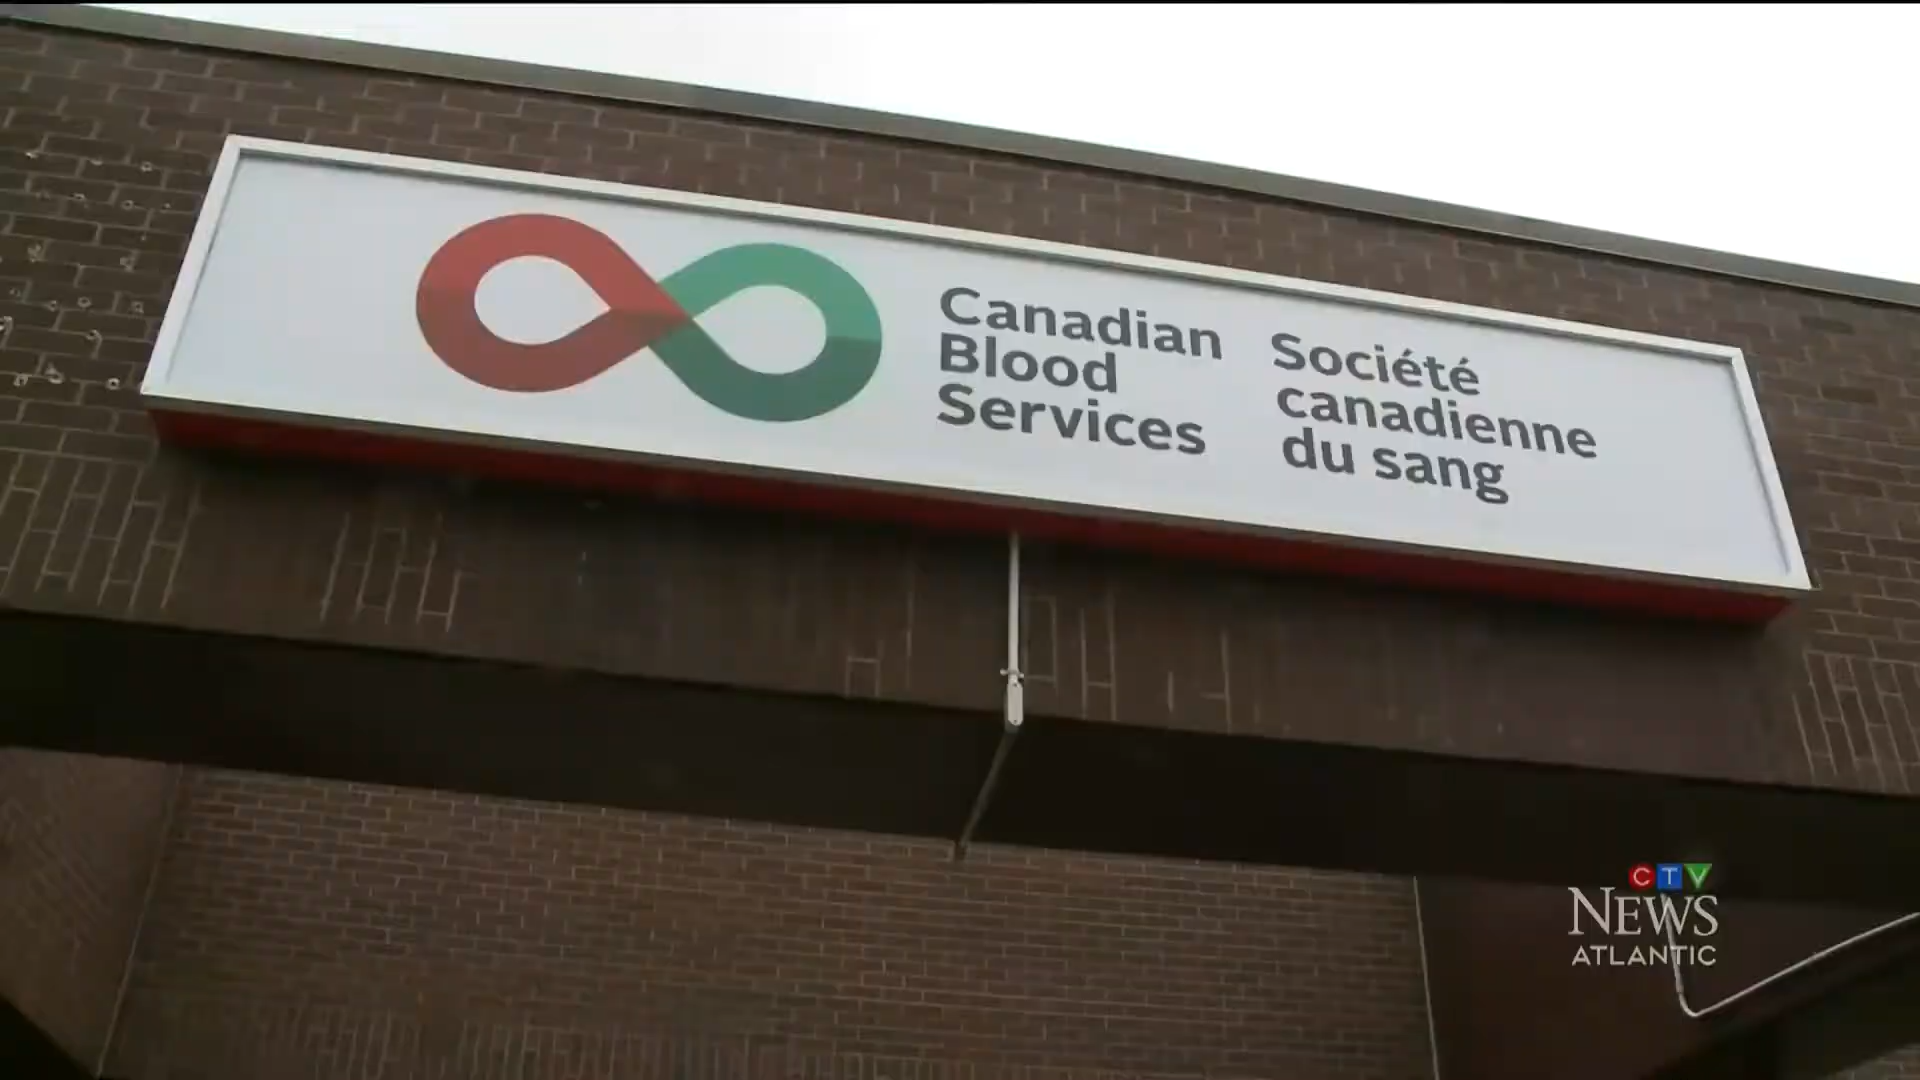 Canadian
Blood
Services
Société
canadienne
du sang
CTV
NEWS
ATLANTIC